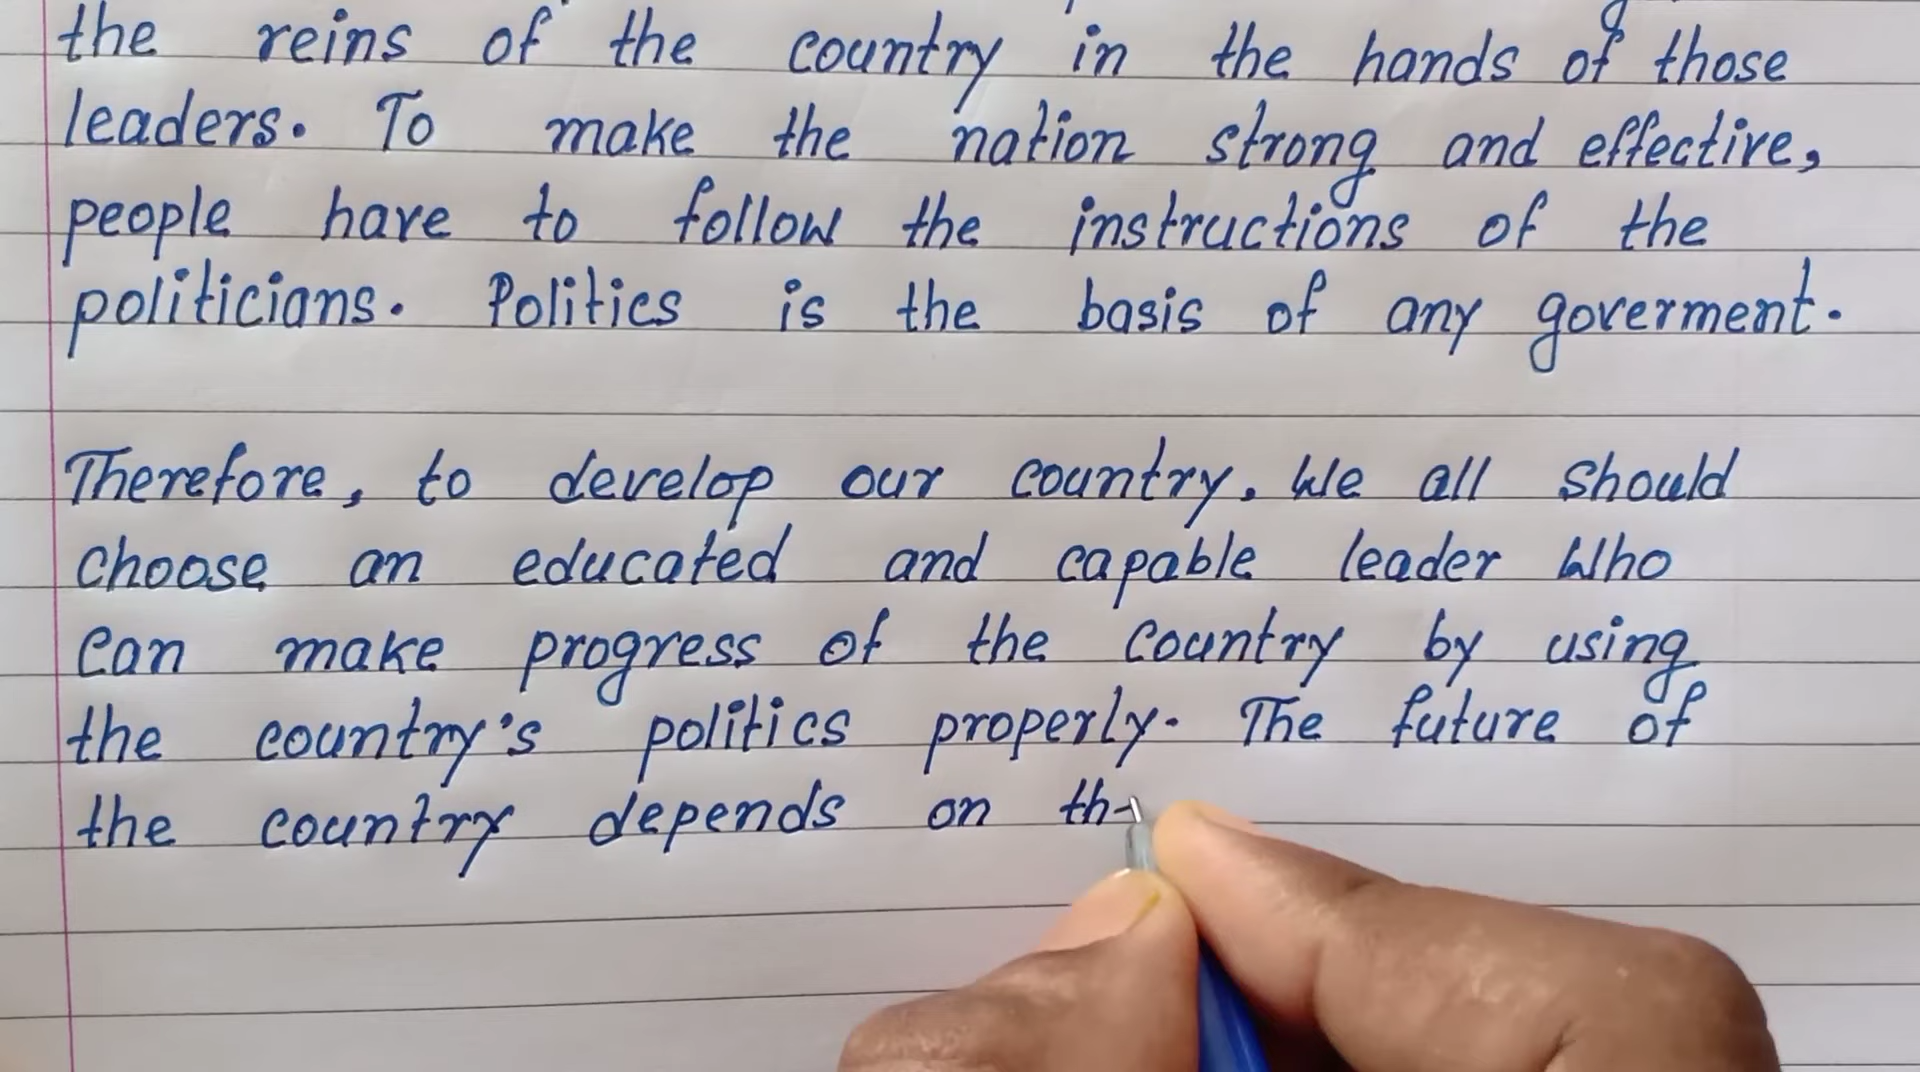 the reins of the country in the hands of those
leaders. To make the nation strong and effective,
people have to follow the instructions of the
politicians. Politics is the basis of any goverment.
Therefore, to develop our country. We all should
choose an educated and capable leader who
can make progress of the country by using
the country's politics properly. The future of
the country depends on th